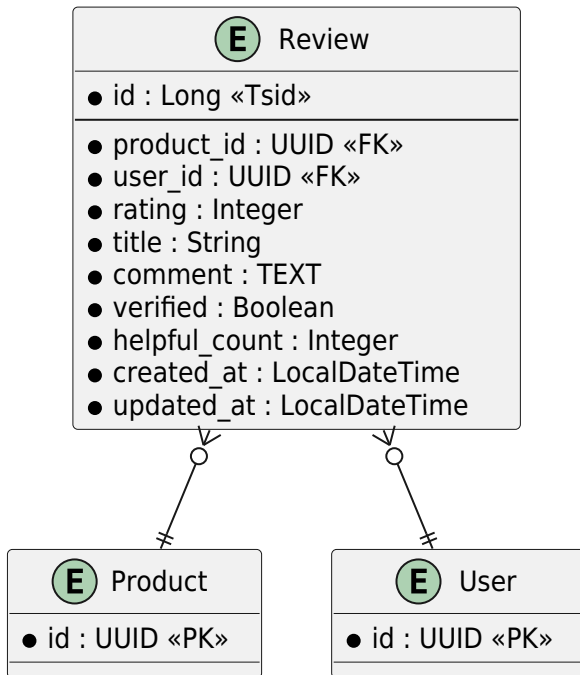 E Review
id : Long «Tsid»
product_id : UUID «FK»
user_id : UUID «FK»
rating : Integer
title : String
comment : TEXT
verified : Boolean
helpful_count : Integer
created_at : LocalDateTime
updated_at : LocalDateTime
E Product
id : UUID «PK»
E User
id : UUID «PK»